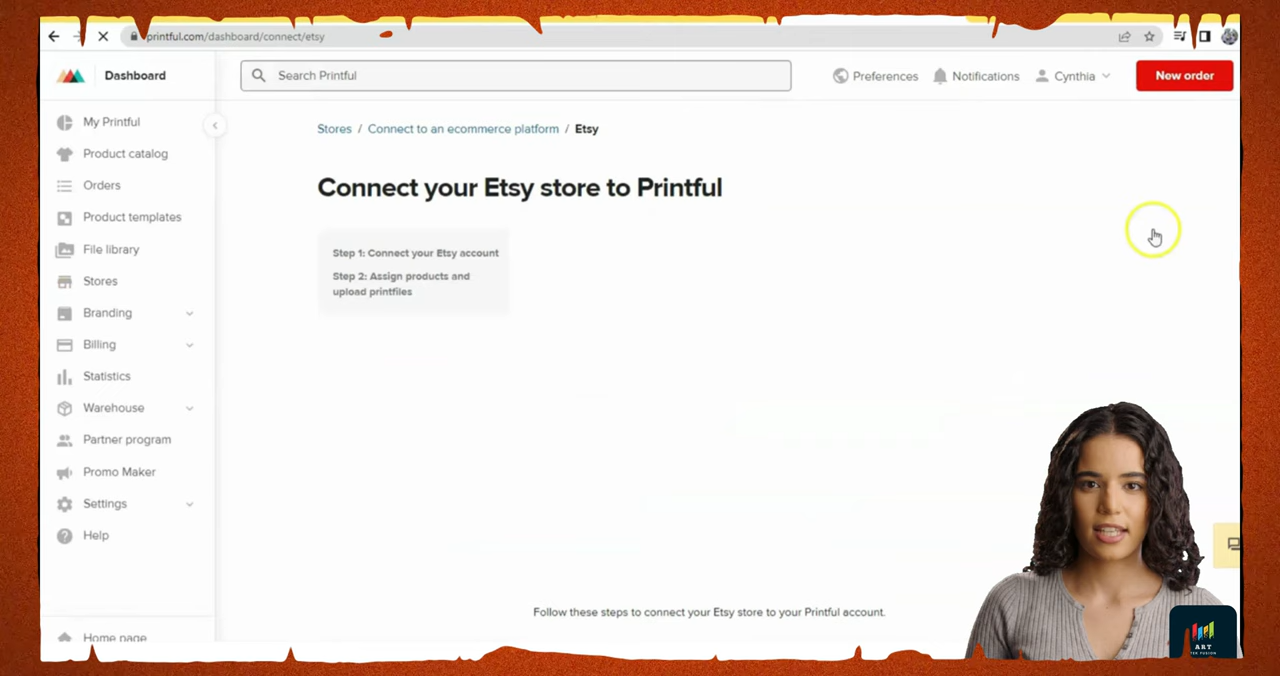 printful.com/dashboard/connect/etsy
Dashboard
Search Printful
Preferences
Notifications
Cynthia
New order
My Printful
Product catalog
Orders
Product templates
File library
Stores
Branding
Billing
Statistics
Warehouse
Partner program
Promo Maker
Settings
Help
Home page
Stores / Connect to an ecommerce platform / Etsy
Connect your Etsy store to Printful
Step 1: Connect your Etsy account
Step 2: Assign products and
upload printfiles
Follow these steps to connect your Etsy store to your Printful account.
ART